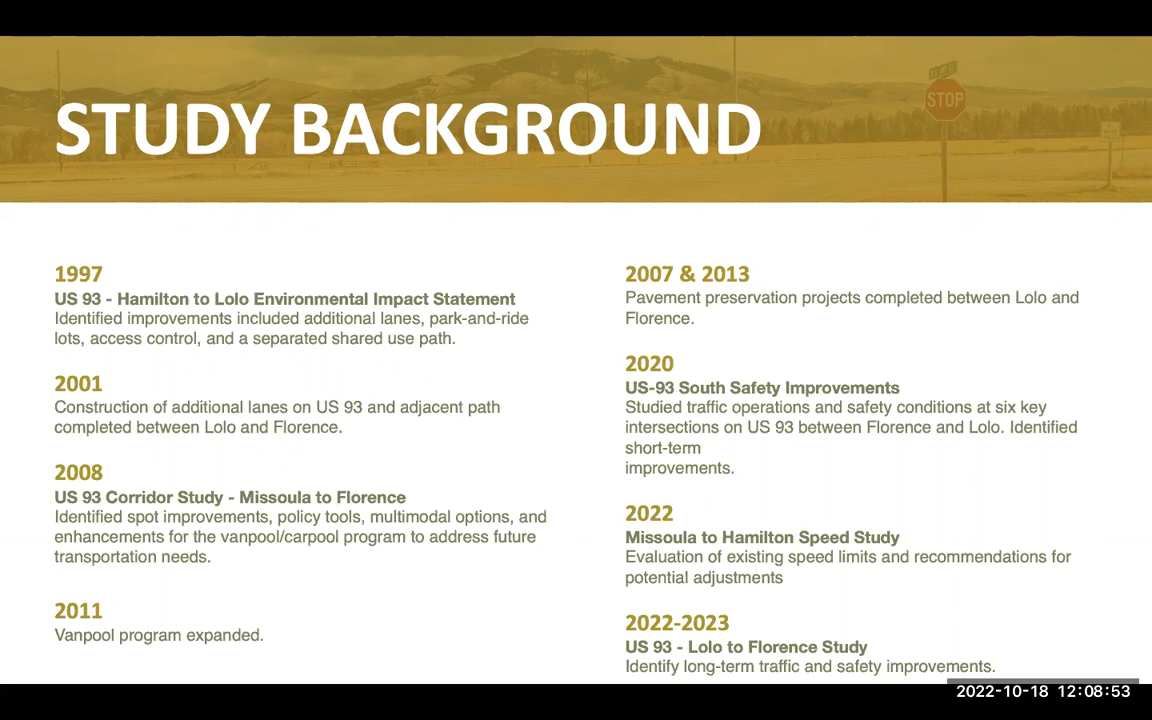 STUDY BACKGROUND
STOP
1997
US 93 - Hamilton to Lolo Environmental Impact Statement
Identified improvements included additional lanes, park-and-ride
lots, access control, and a separated shared use path.
2001
Construction of additional lanes on US 93 and adjacent path
completed between Lolo and Florence.
2008
US 93 Corridor Study - Missoula to Florence
Identified spot improvements, policy tools, multimodal options, and
enhancements for the vanpool/carpool program to address future
transportation needs.
2011
Vanpool program expanded.
2007 & 2013
Pavement preservation projects completed between Lolo and
Florence.
2020
US-93 South Safety Improvements
Studied traffic operations and safety conditions at six key
intersections on US 93 between Florence and Lolo. Identified
short-term
improvements.
2022
Missoula to Hamilton Speed Study
Evaluation of existing speed limits and recommendations for
potential adjustments
2022-2023
US 93 - Lolo to Florence Study
Identify long-term traffic and safety improvements.
2022-10-18 12:08:53